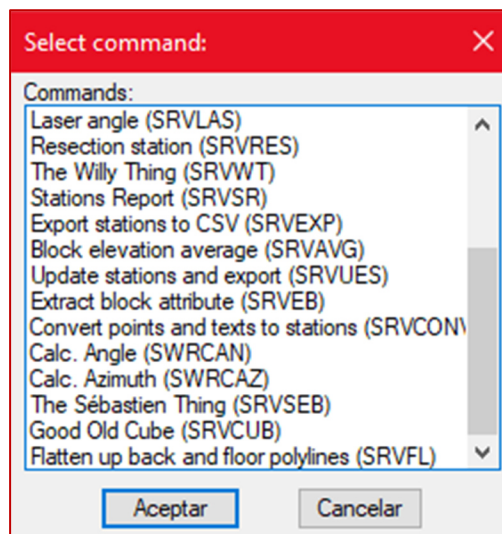 Select command:
Commands:
Laser angle (SRVLAS)
Resection station (SRVRES)
The Willy Thing (SRVWT)
Stations Report (SRVSR)
Export stations to CSV (SRVEXP)
Block elevation average (SRVAVG)
Update stations and export (SRVUES)
Extract block attribute (SRVEB)
Convert points and texts to stations (SRVCONV
Calc. Angle (SWRCAN)
Calc. Azimuth (SWRCAZ)
The Sébastien Thing (SRVSEB)
Good Old Cube (SRVCUB)
Flatten up back and floor polylines (SRVFL)
Aceptar Cancelar